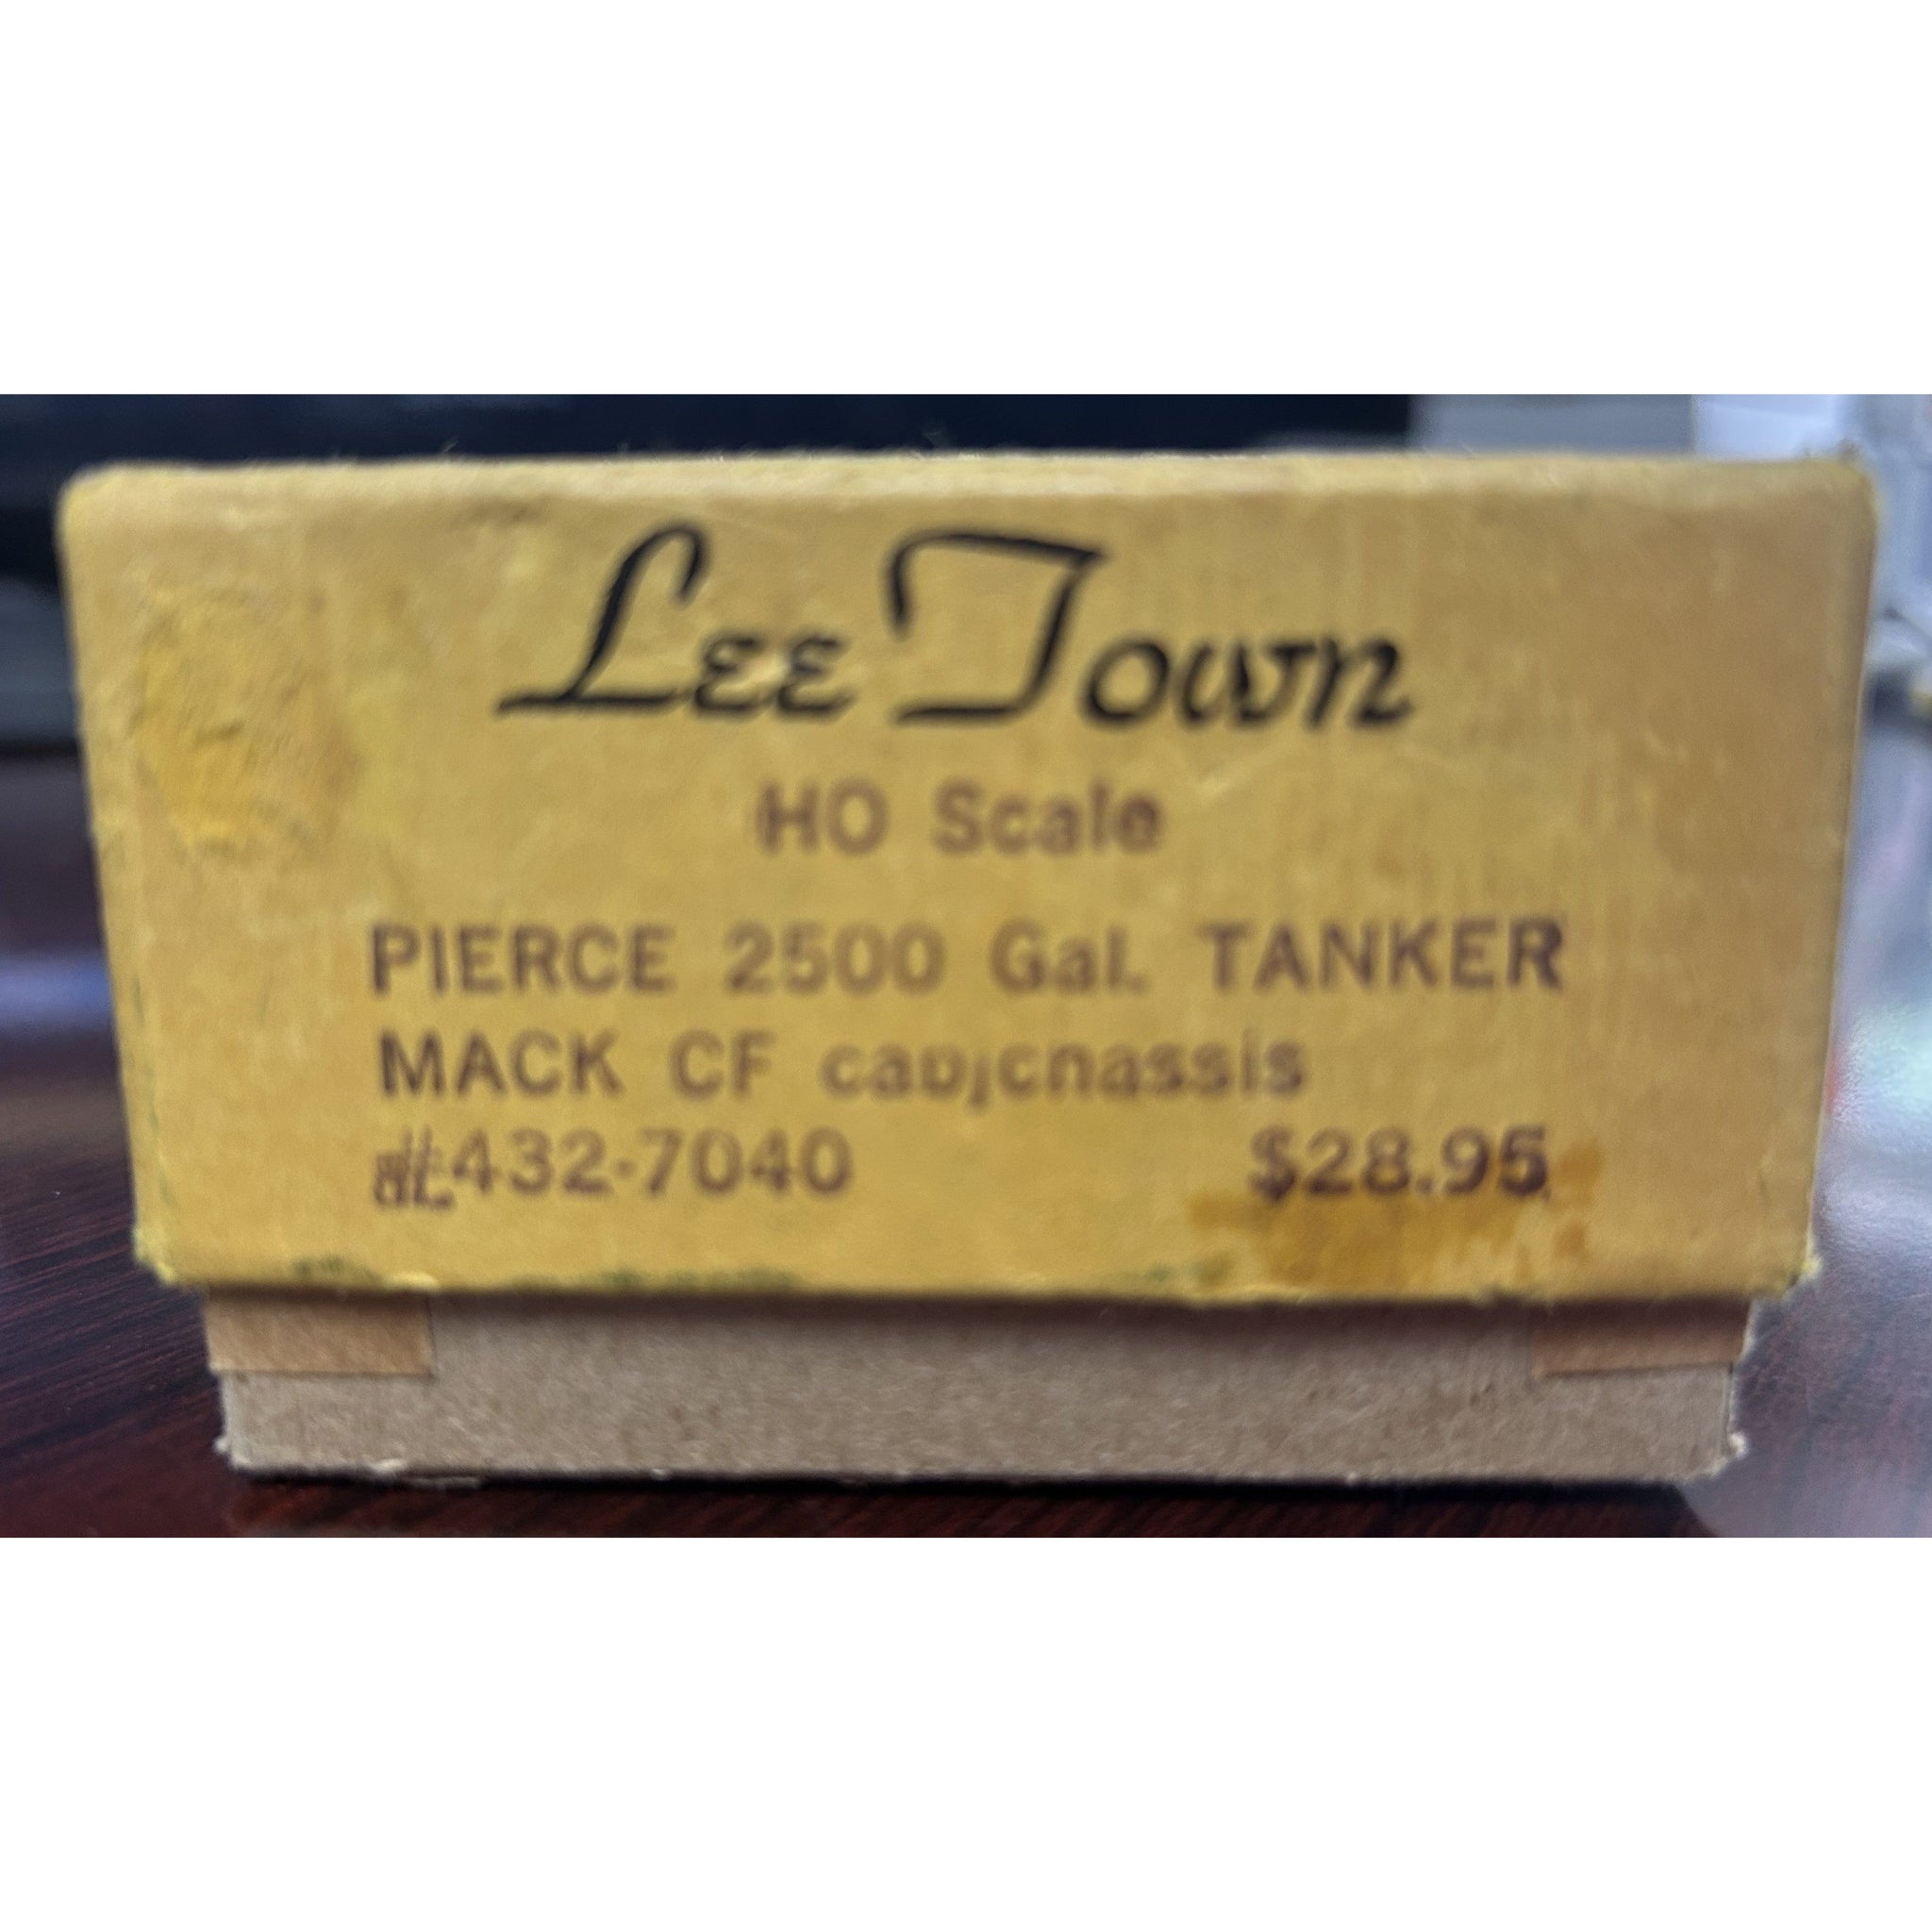 Lee Town
HO Scale
PIERCE 2500 Gal. TANKER
MACK CF cab/chassis
#432-7040 $28.95